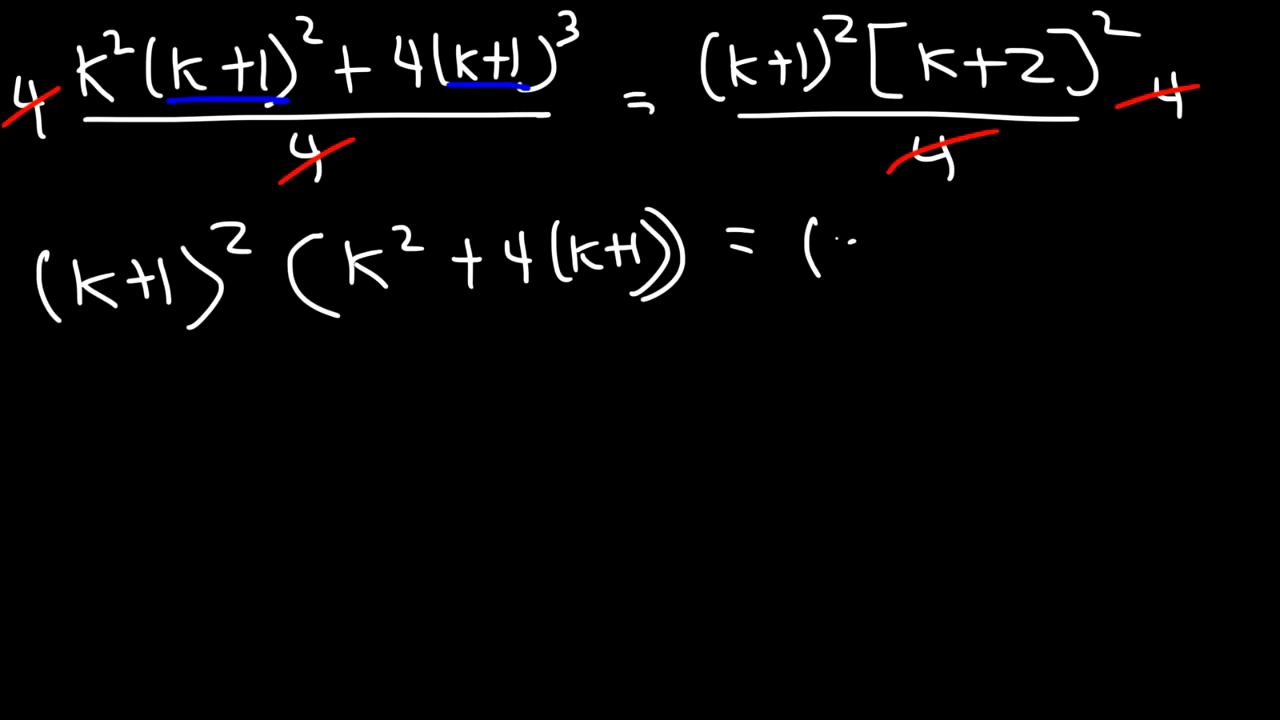 4 k²(k+1)² + 4(k+1)³ / 4 = (k+1)²[k+2]² / 4 4
(k+1)² (k² + 4(k+1)) = (